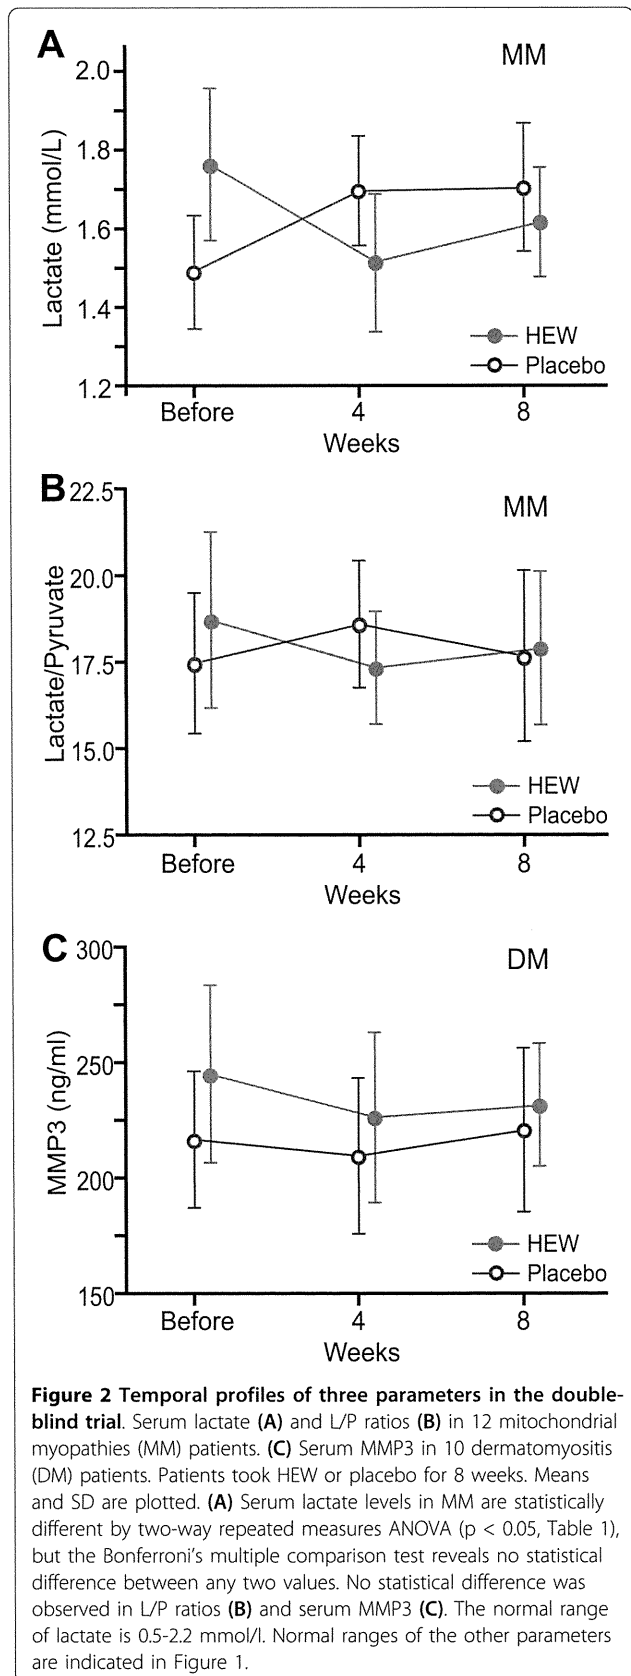 A
MM
Lactate (mmol/L)
2.0
1.8
1.6
1.4
1.2
HEW
Placebo
Before 4 8
Weeks
B
MM
Lactate/Pyruvate
22.5
20.0
17.5
15.0
12.5
HEW
Placebo
Before 4 8
Weeks
C
DM
MMP3 (ng/ml)
300
250
200
150
HEW
Placebo
Before 4 8
Weeks
Figure 2 Temporal profiles of three parameters in the double-
blind trial. Serum lactate (A) and L/P ratios (B) in 12 mitochondrial
myopathies (MM) patients. (C) Serum MMP3 in 10 dermatomyositis
(DM) patients. Patients took HEW or placebo for 8 weeks. Means
and SD are plotted. (A) Serum lactate levels in MM are statistically
different by two-way repeated measures ANOVA (p < 0.05, Table 1),
but the Bonferroni's multiple comparison test reveals no statistical
difference between any two values. No statistical difference was
observed in L/P ratios (B) and serum MMP3 (C). The normal range
of lactate is 0.5-2.2 mmol/l. Normal ranges of the other parameters
are indicated in Figure 1.